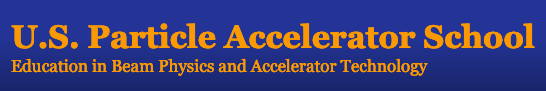 U.S. Particle Accelerator School
Education in Beam Physics and Accelerator Technology